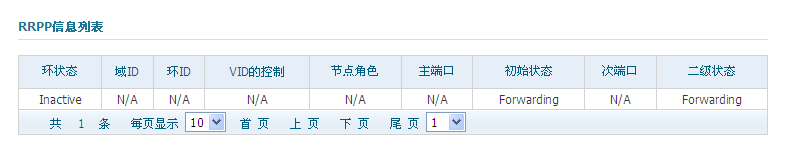 RRPP信息列表
环状态 域ID 环ID VID的控制 节点角色 主端口 初始状态 次端口 二级状态
Inactive N/A N/A N/A N/A N/A Forwarding N/A Forwarding
共 1 条 每页显示 10 首 页 上 页 下 页 尾 页 1